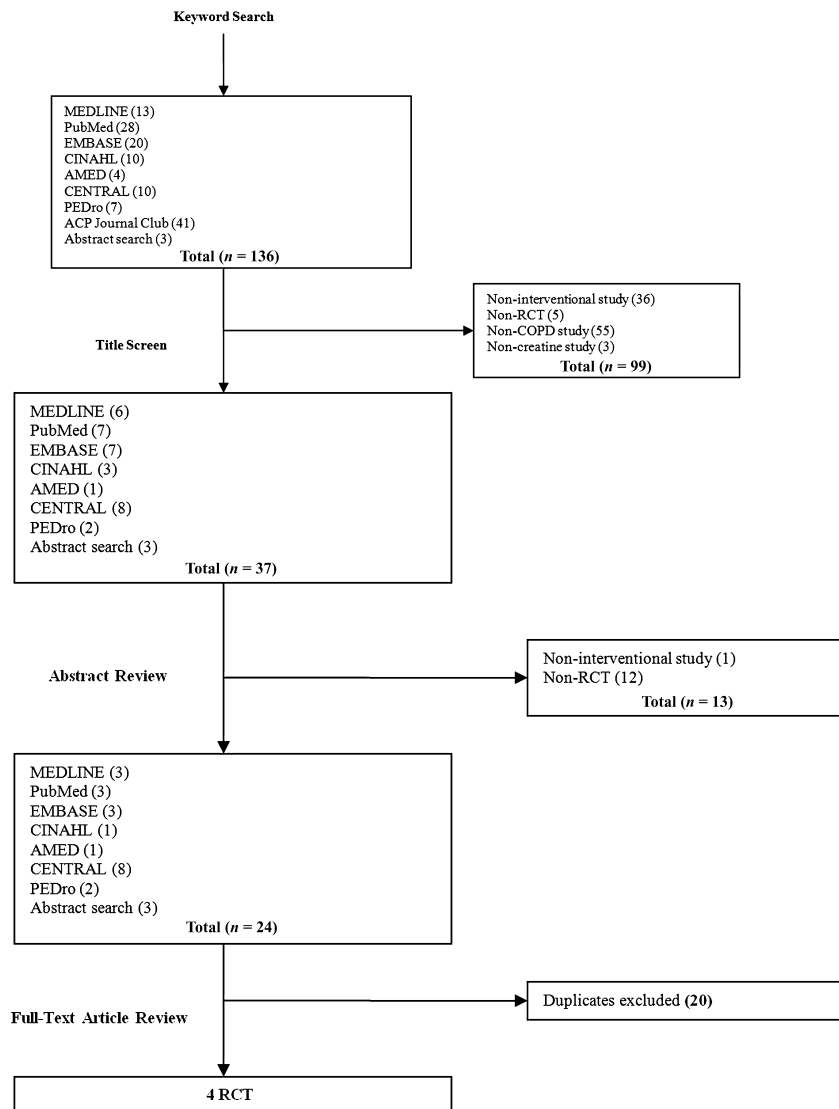 Keyword Search
MEDLINE (13)
PubMed (28)
EMBASE (20)
CINAHL (10)
AMED (4)
CENTRAL (10)
PEDro (7)
ACP Journal Club (41)
Abstract search (3)
Total (n = 136)
Non-interventional study (36)
Non-RCT (5)
Non-COPD study (55)
Non-creatine study (3)
Total (n = 99)
Title Screen
MEDLINE (6)
PubMed (7)
EMBASE (7)
CINAHL (3)
AMED (1)
CENTRAL (8)
PEDro (2)
Abstract search (3)
Total (n = 37)
Non-interventional study (1)
Non-RCT (12)
Total (n = 13)
Abstract Review
MEDLINE (3)
PubMed (3)
EMBASE (3)
CINAHL (1)
AMED (1)
CENTRAL (8)
PEDro (2)
Abstract search (3)
Total (n = 24)
Duplicates excluded (20)
Full-Text Article Review
4 RCT